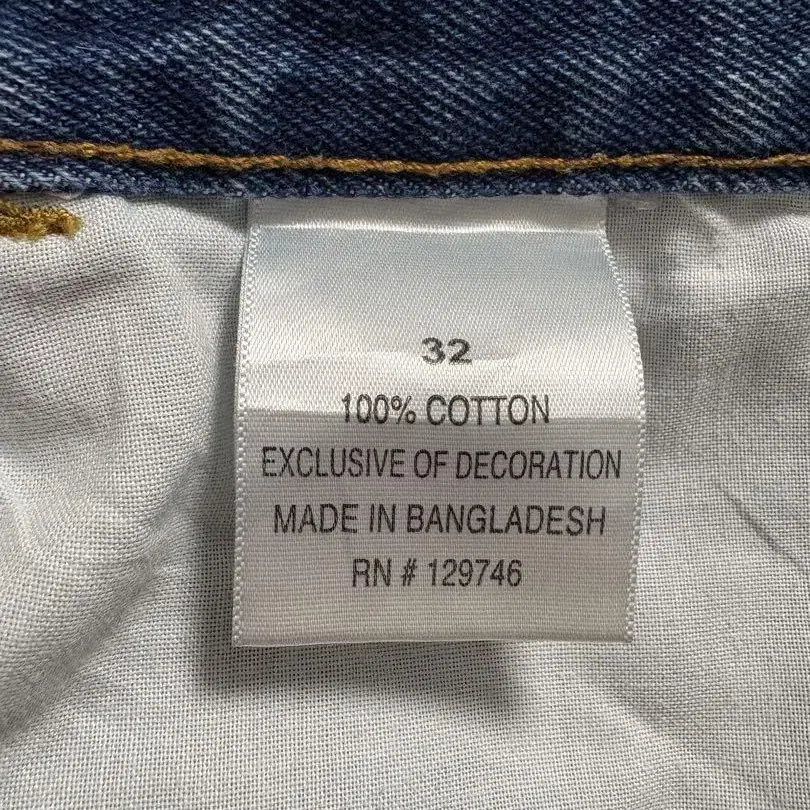 32
100% COTTON
EXCLUSIVE OF DECORATION
MADE IN BANGLADESH
RN # 129746